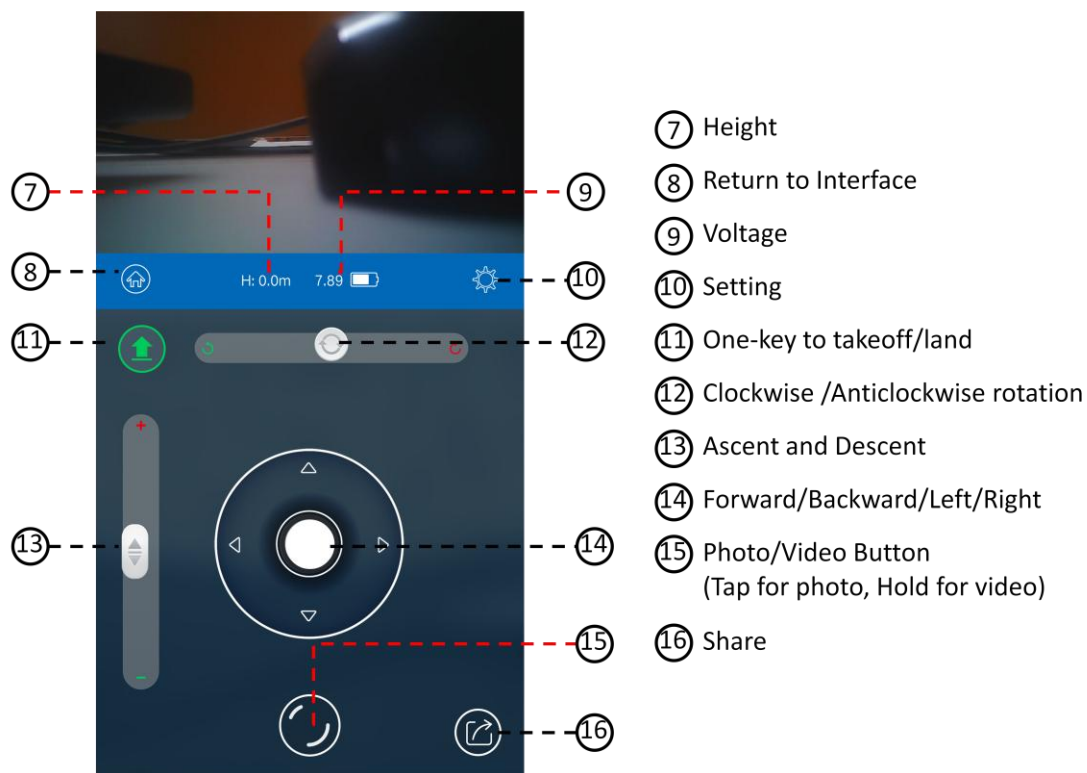 7 Height
8 Return to Interface
9 Voltage
10 Setting
11 One-key to takeoff/land
12 Clockwise /Anticlockwise rotation
13 Ascent and Descent
14 Forward/Backward/Left/Right
15 Photo/Video Button
(Tap for photo, Hold for video)
16 Share
7
9
8
H: 0.0m 7.89
10
11
12
+
13
14
−
15
16